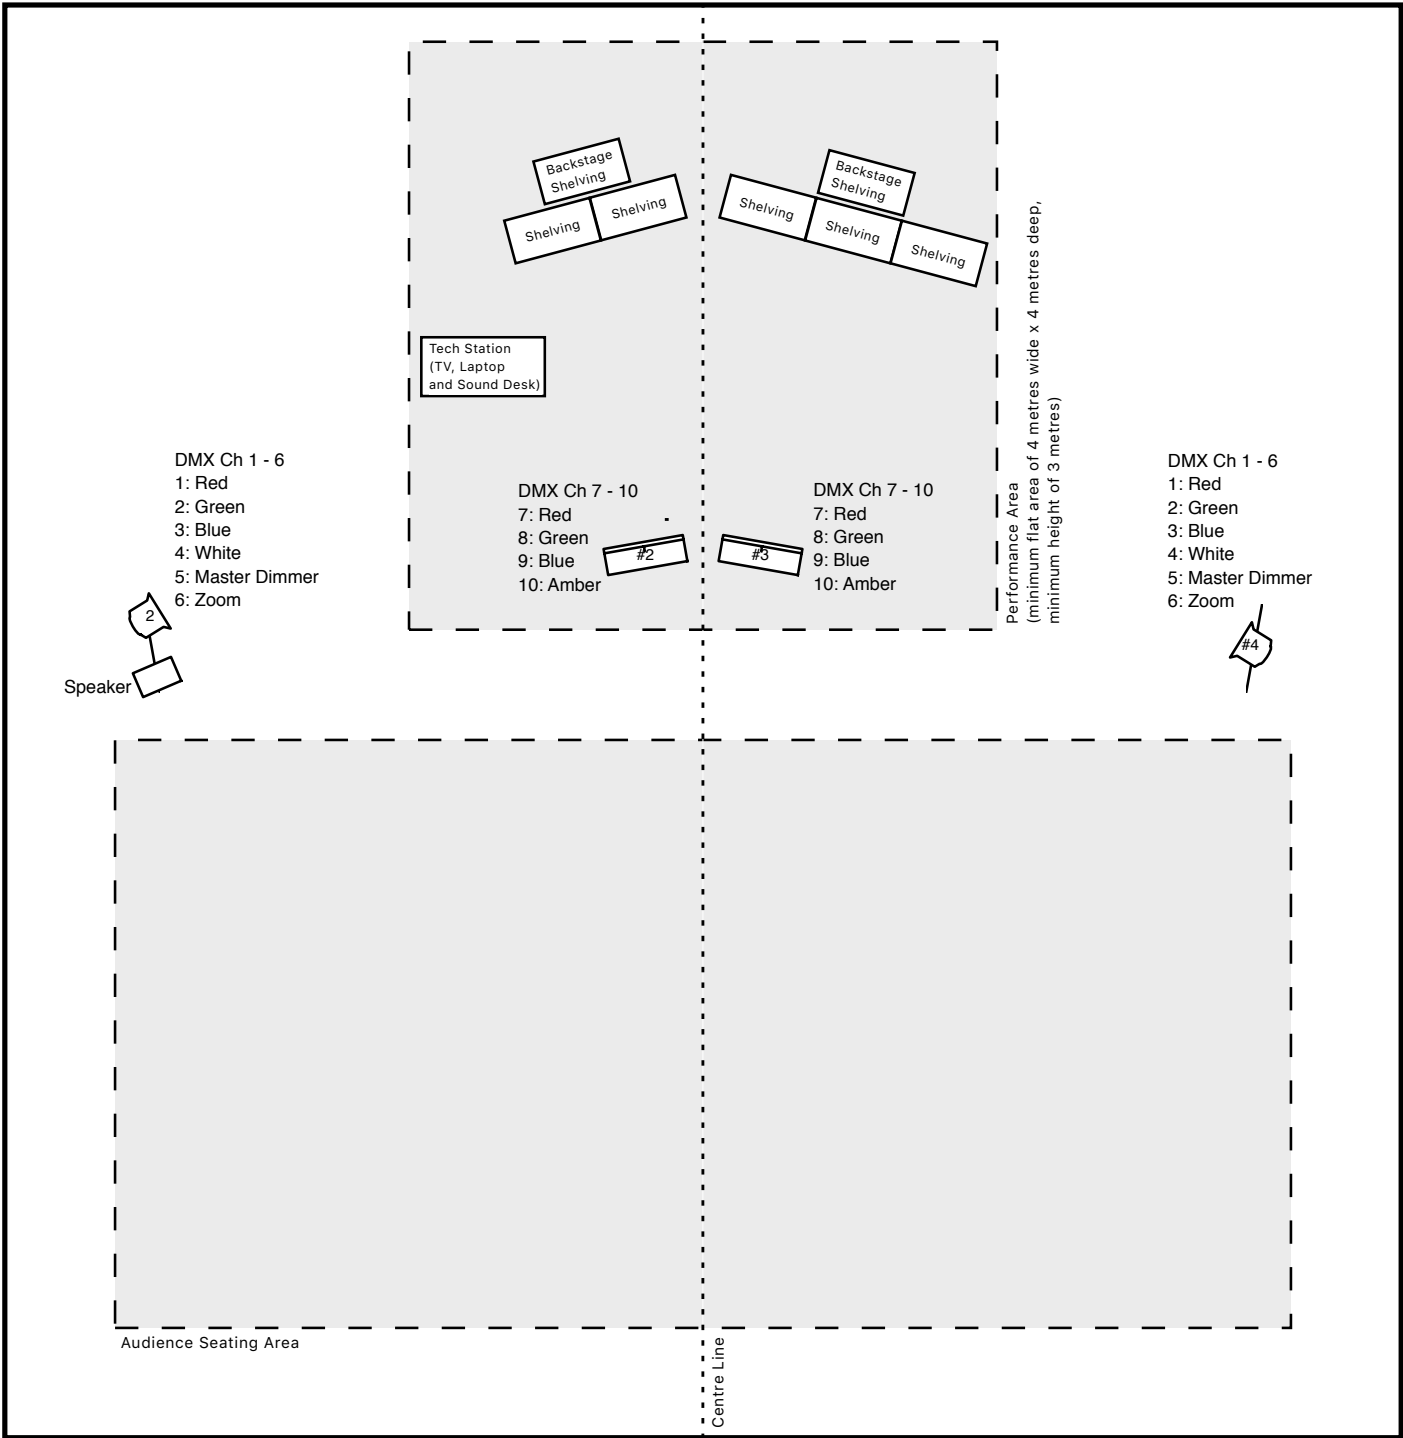 Backstage
Shelving
Shelving
Shelving
Backstage
Shelving
Shelving
Shelving
Shelving
Tech Station
(TV, Laptop
and Sound Desk)
Performance Area
(minimum flat area of 4 metres wide x 4 metres deep,
minimum height of 3 metres)
DMX Ch 1 - 6
1: Red
2: Green
3: Blue
4: White
5: Master Dimmer
6: Zoom
2
Speaker
DMX Ch 7 - 10
7: Red
8: Green
9: Blue
10: Amber
#2
#3
DMX Ch 7 - 10
7: Red
8: Green
9: Blue
10: Amber
DMX Ch 1 - 6
1: Red
2: Green
3: Blue
4: White
5: Master Dimmer
6: Zoom
#4
Audience Seating Area
Centre Line